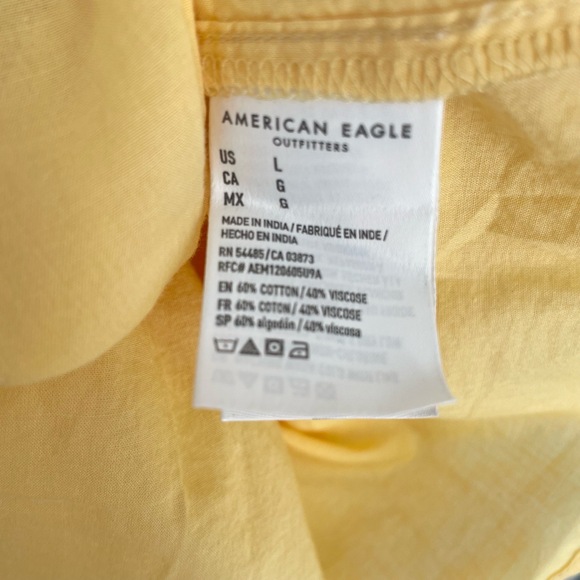 AMERICAN EAGLE
OUTFITTERS
US L
CA G
MX G
MADE IN INDIA / FABRIQUÉ EN INDE /
HECHO EN INDIA
RN 54485/CA 03873
RFC# AEM120605U9A
EN 60% COTTON/40% VISCOSE
FR 60% COTON/40% VISCOSE
SP 60% algodón/40% viscosa